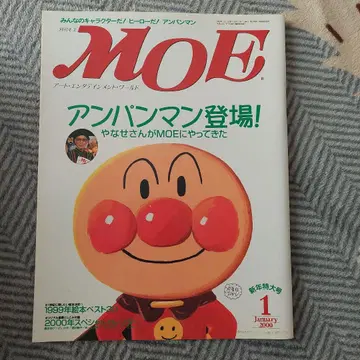 みんなのキャラクターだ! ヒーローだ! アンパンマン
MOE
アート・エンタテインメント・ワールド
アンパンマン登場!
やなせさんがMOEにやってきた
1999年絵本ベスト
2000年スペシャル
新年特大号
1
January
2000